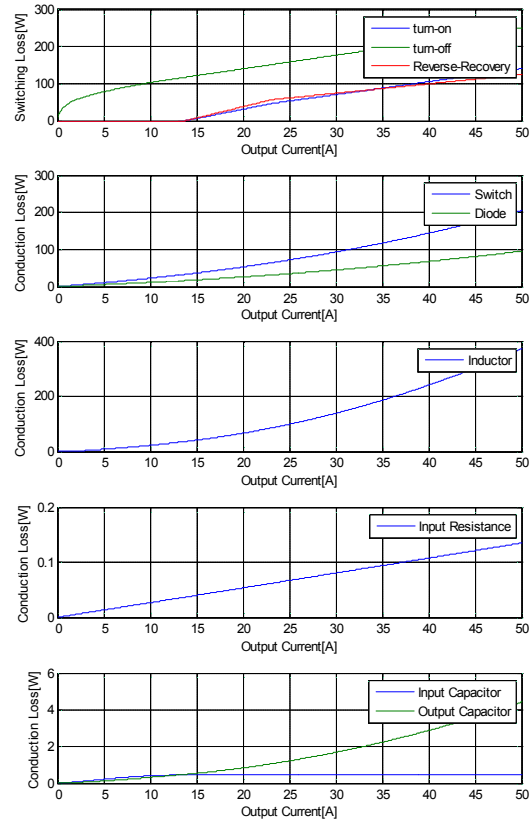 Switching Loss[W]
300
200
100
0
turn-on
turn-off
Reverse-Recovery
0 5 10 15 20 25 30 35 40 45 50
Output Current[A]
Conduction Loss[W]
300
200
100
0
Switch
Diode
0 5 10 15 20 25 30 35 40 45 50
Output Current[A]
Conduction Loss[W]
400
200
0
Inductor
0 5 10 15 20 25 30 35 40 45 50
Output Current[A]
Conduction Loss[W]
0.2
0.1
0
Input Resistance
0 5 10 15 20 25 30 35 40 45 50
Output Current[A]
Conduction Loss[W]
6
4
2
0
Input Capacitor
Output Capacitor
0 5 10 15 20 25 30 35 40 45 50
Output Current[A]